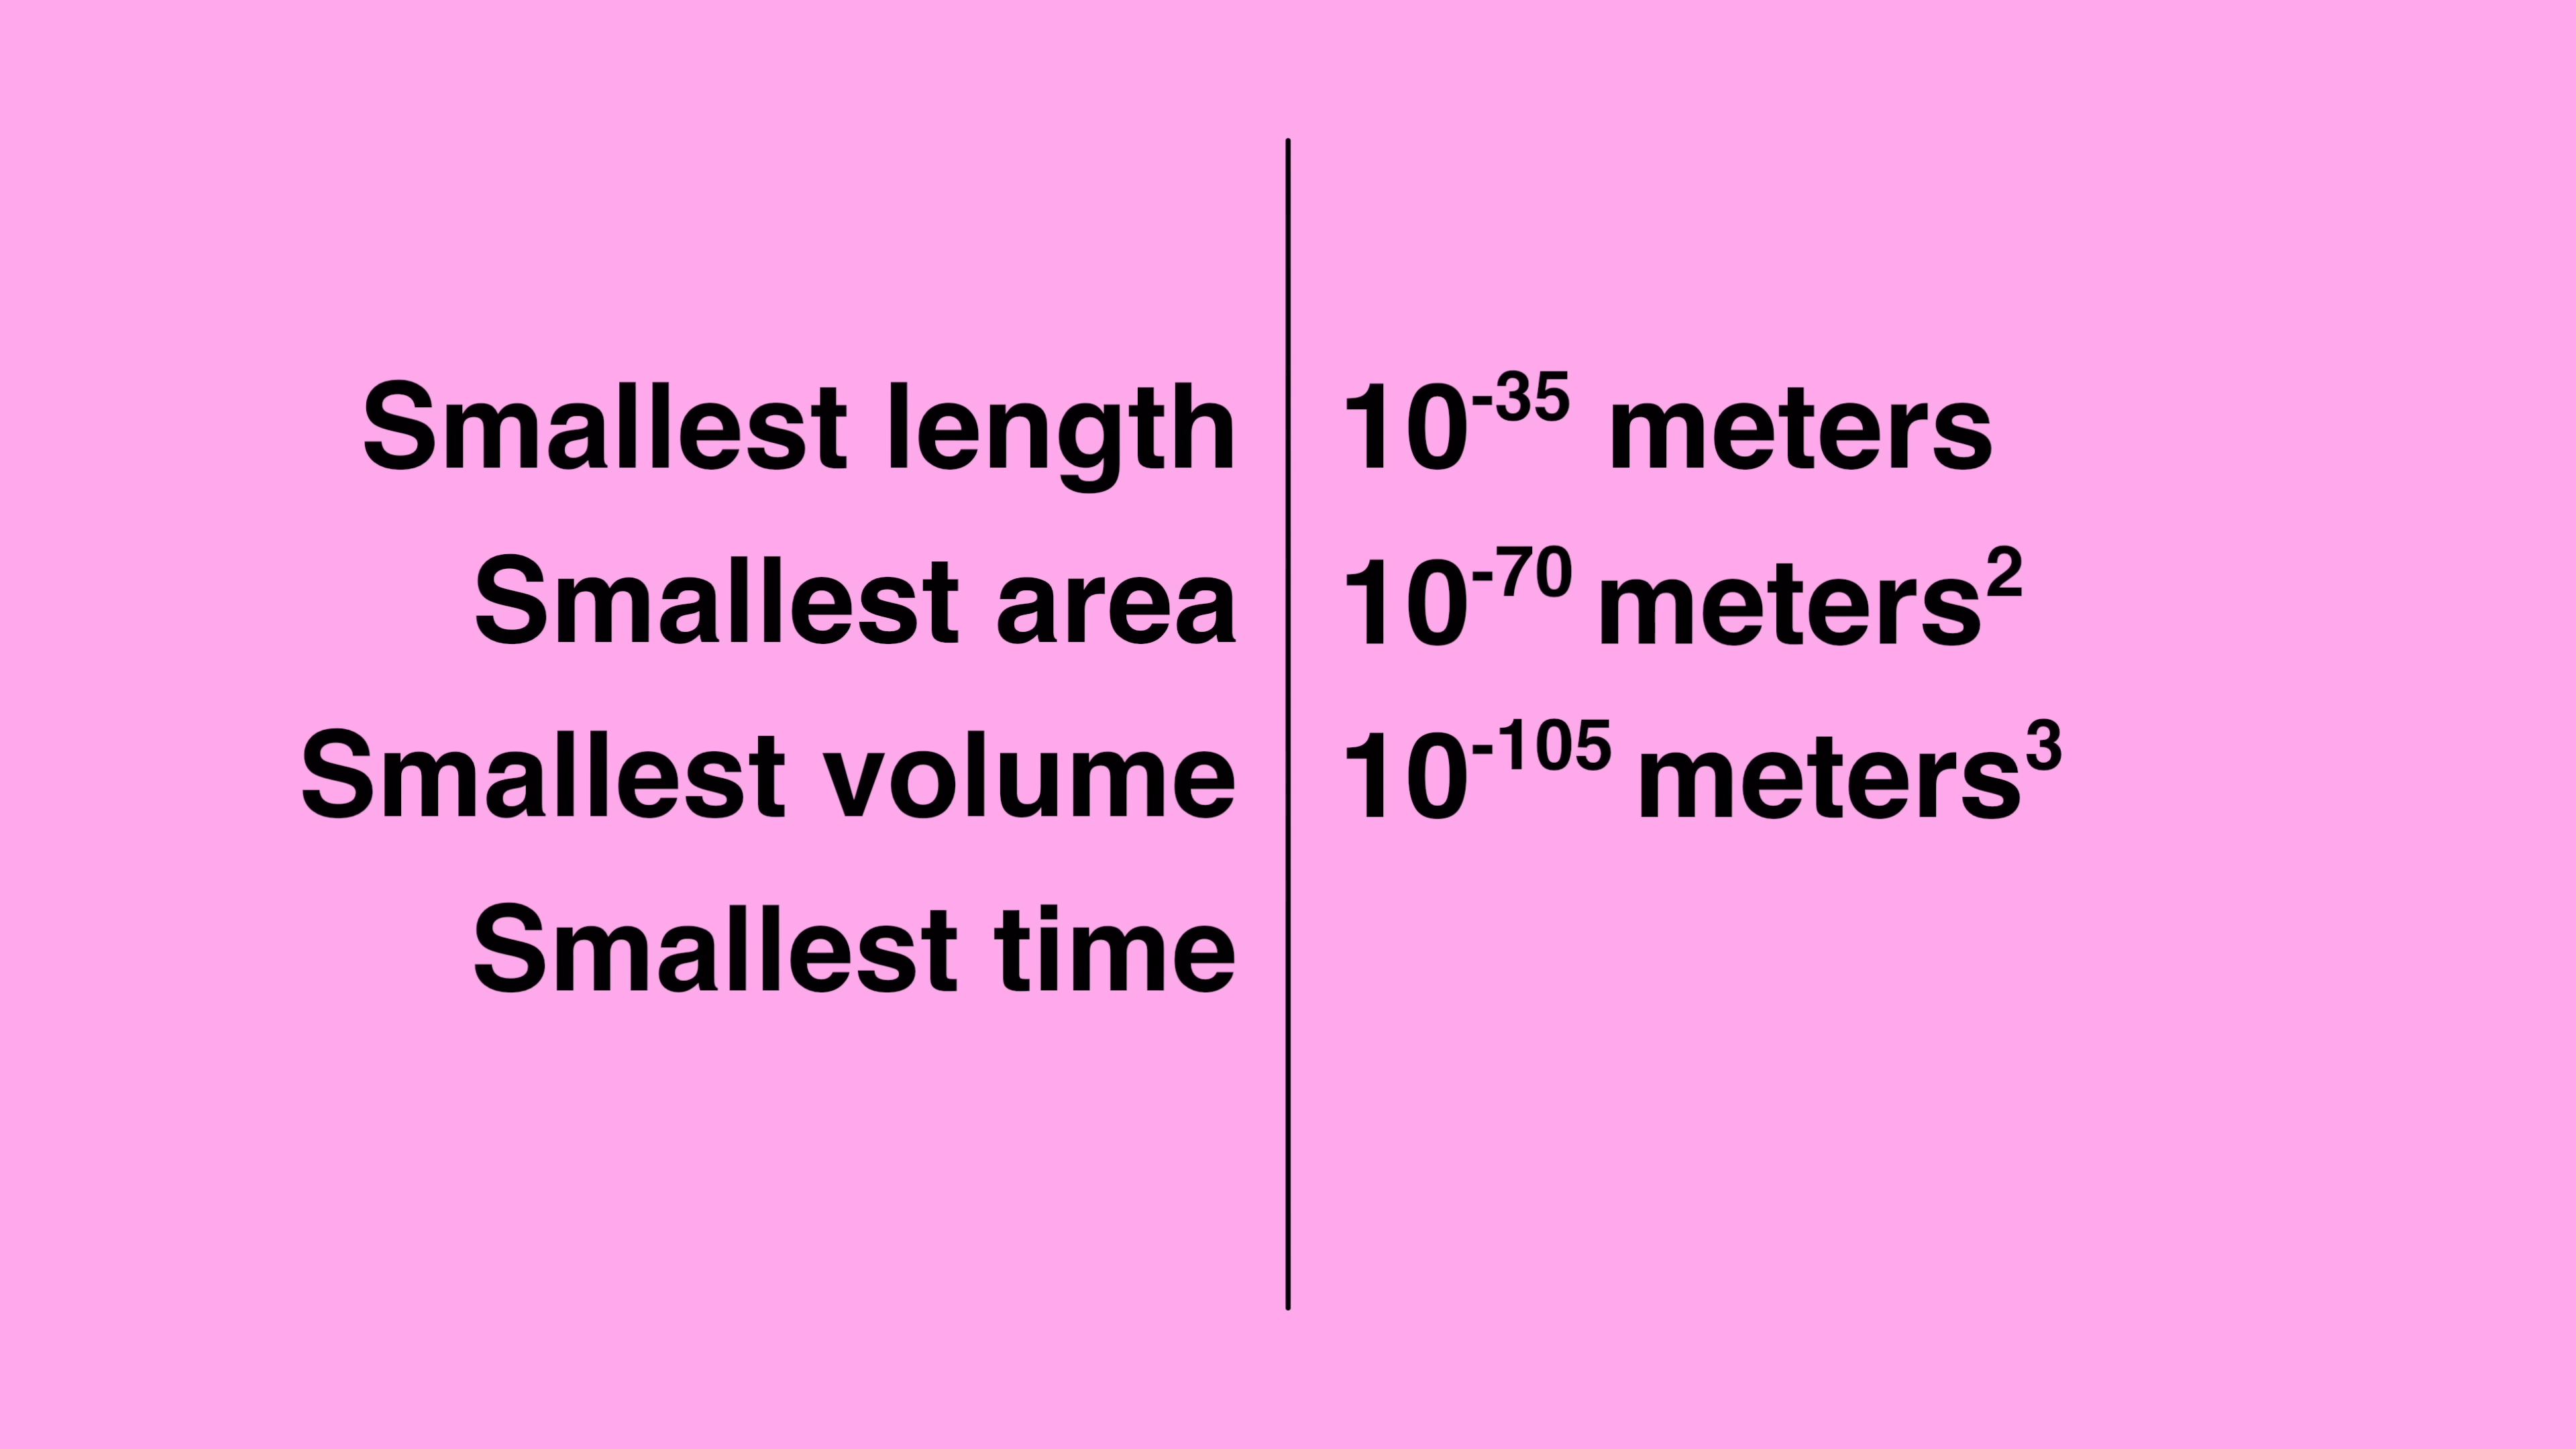 Smallest length 10⁻³⁵ meters
Smallest area 10⁻⁷⁰ meters²
Smallest volume 10⁻¹⁰⁵ meters³
Smallest time